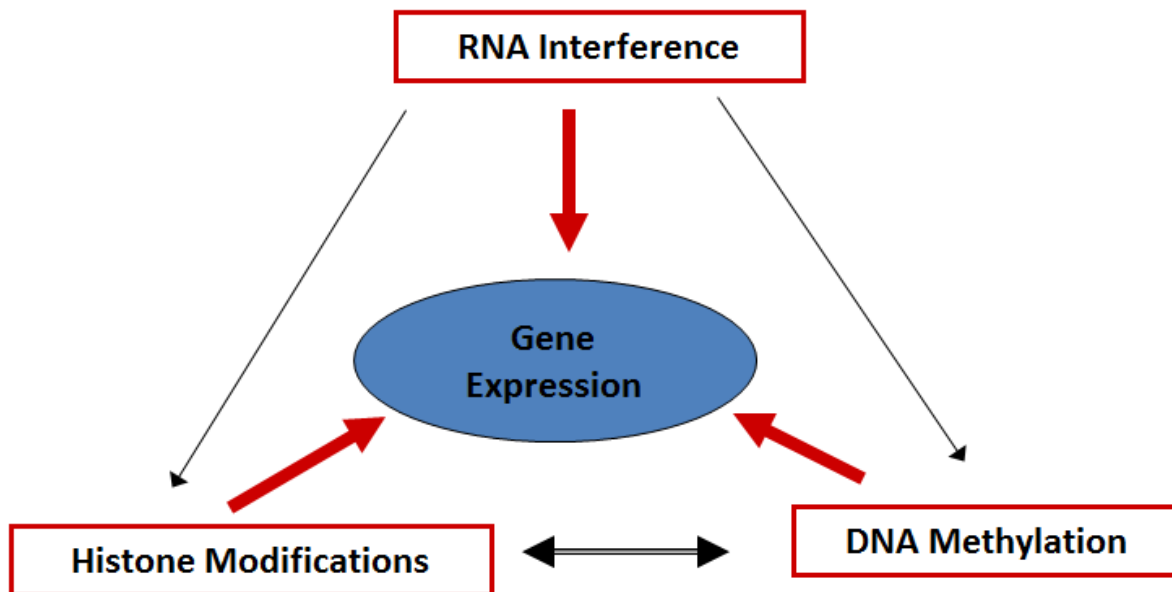 RNA Interference
Gene
Expression
Histone Modifications
DNA Methylation